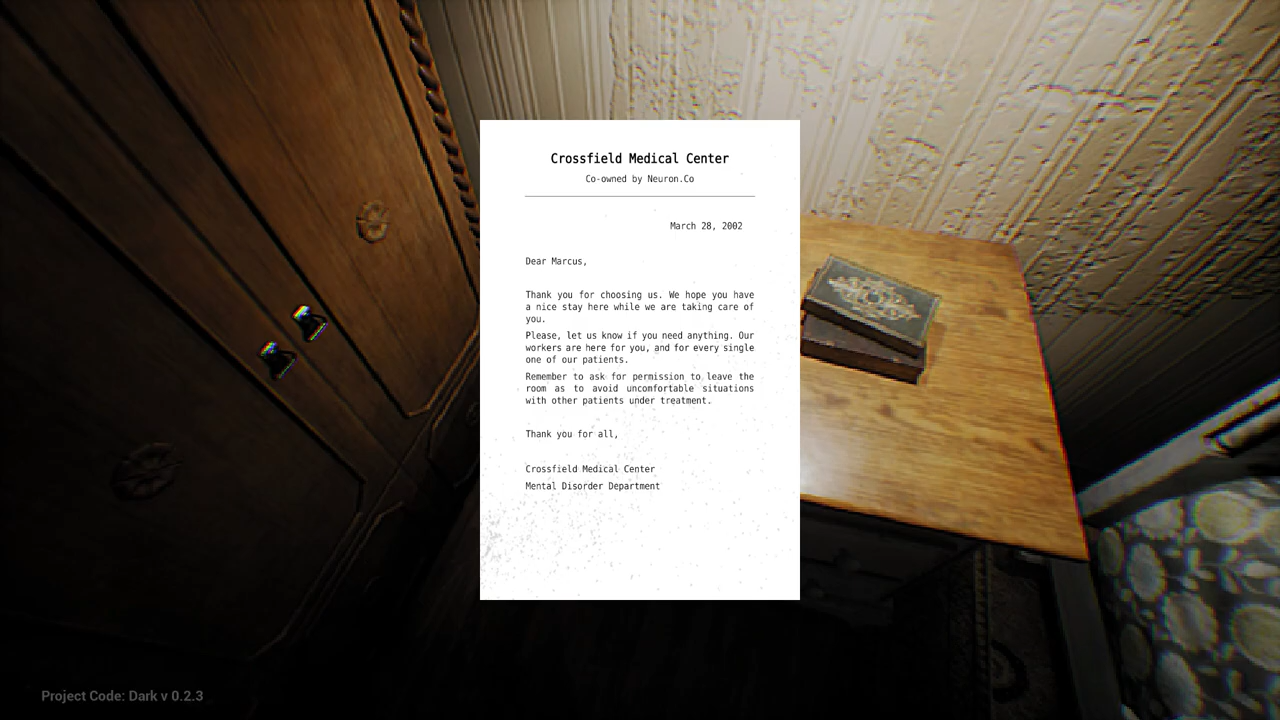 Crossfield Medical Center
Co-owned by Neuron.Co
March 28, 2002
Dear Marcus,
Thank you for choosing us. We hope you have
a nice stay here while we are taking care of
you.
Please, let us know if you need anything. Our
workers are here for you, and for every single
one of our patients.
Remember to ask for permission to leave the
room as to avoid uncomfortable situations
with other patients under treatment.
Thank you for all,
Crossfield Medical Center
Mental Disorder Department
Project Code: Dark v 0.2.3